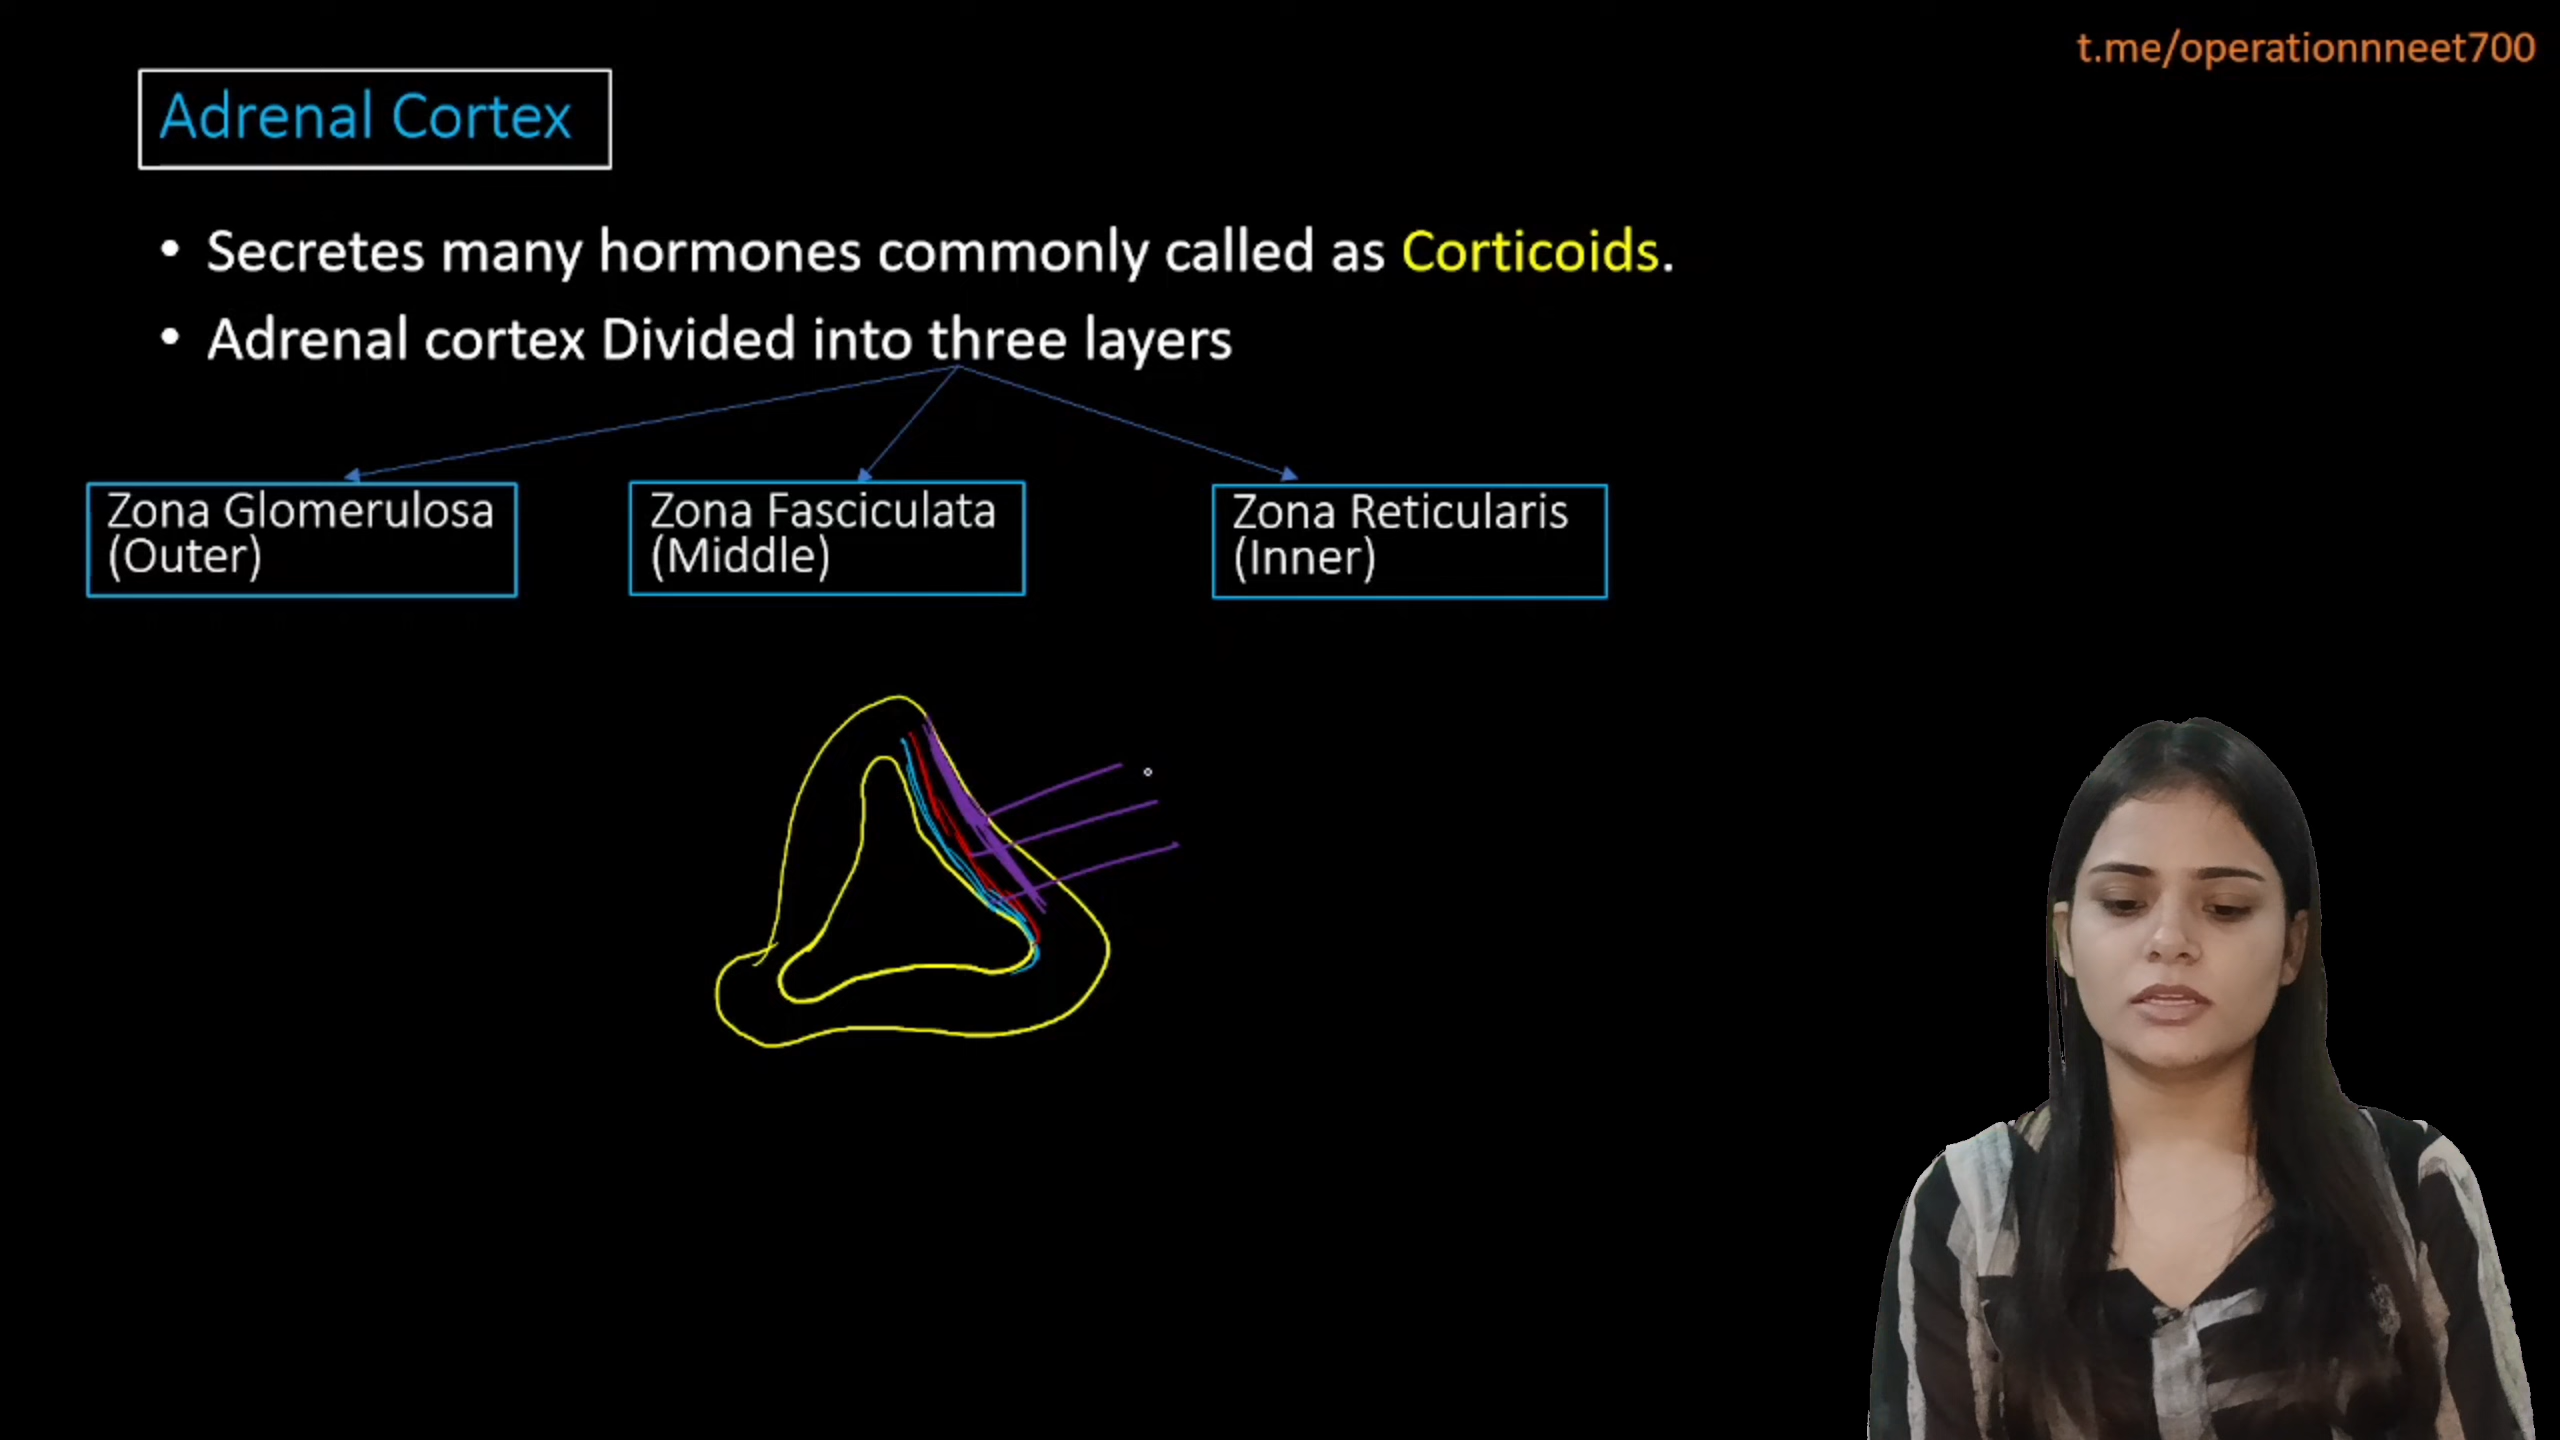 t.me/operationnneet700
Adrenal Cortex
• Secretes many hormones commonly called as Corticoids.
• Adrenal cortex Divided into three layers
Zona Glomerulosa
(Outer)
Zona Fasciculata
(Middle)
Zona Reticularis
(Inner)